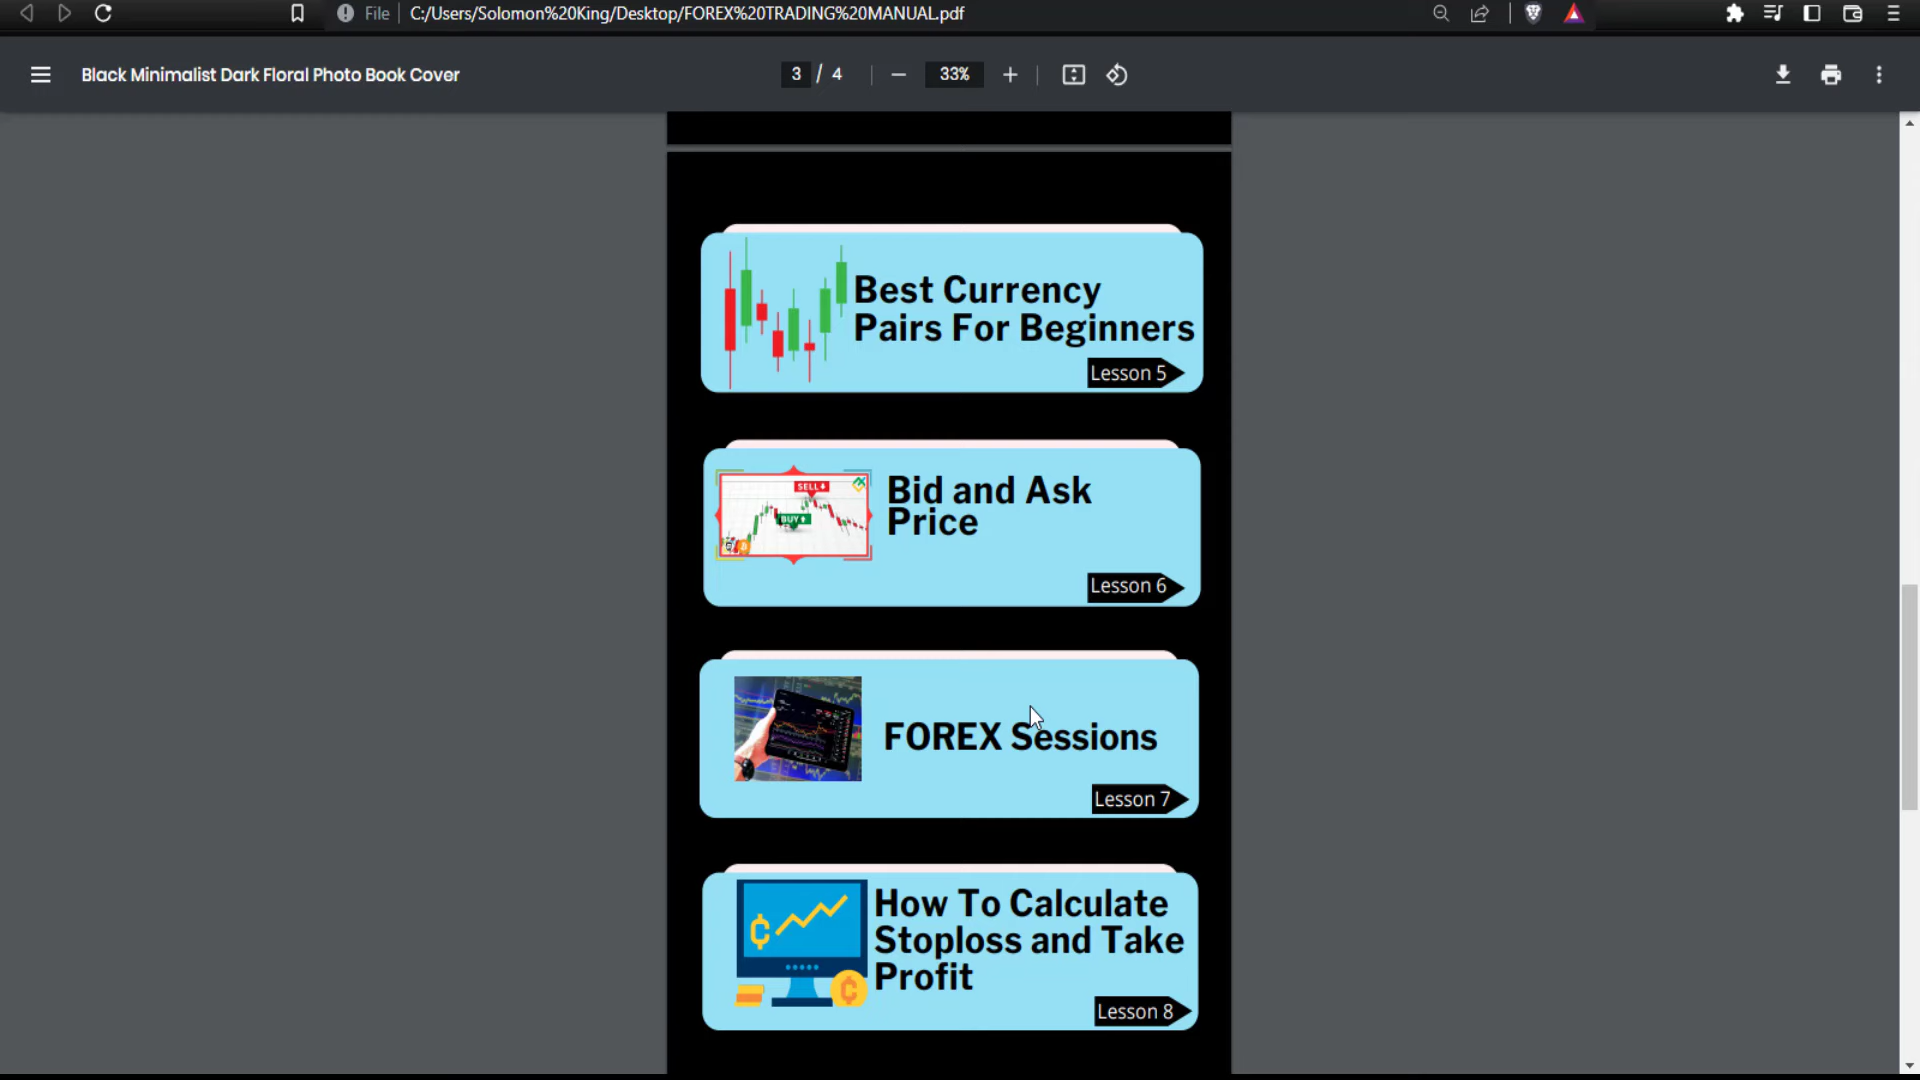 File
C:/Users/Solomon%20King/Desktop/FOREX%20TRADING%20MANUAL.pdf
Black Minimalist Dark Floral Photo Book Cover
3 / 4
33%
Best Currency
Pairs For Beginners
Lesson 5
SELL
BUY
Bid and Ask
Price
Lesson 6
FOREX Sessions
Lesson 7
How To Calculate
Stoploss and Take
Profit
Lesson 8